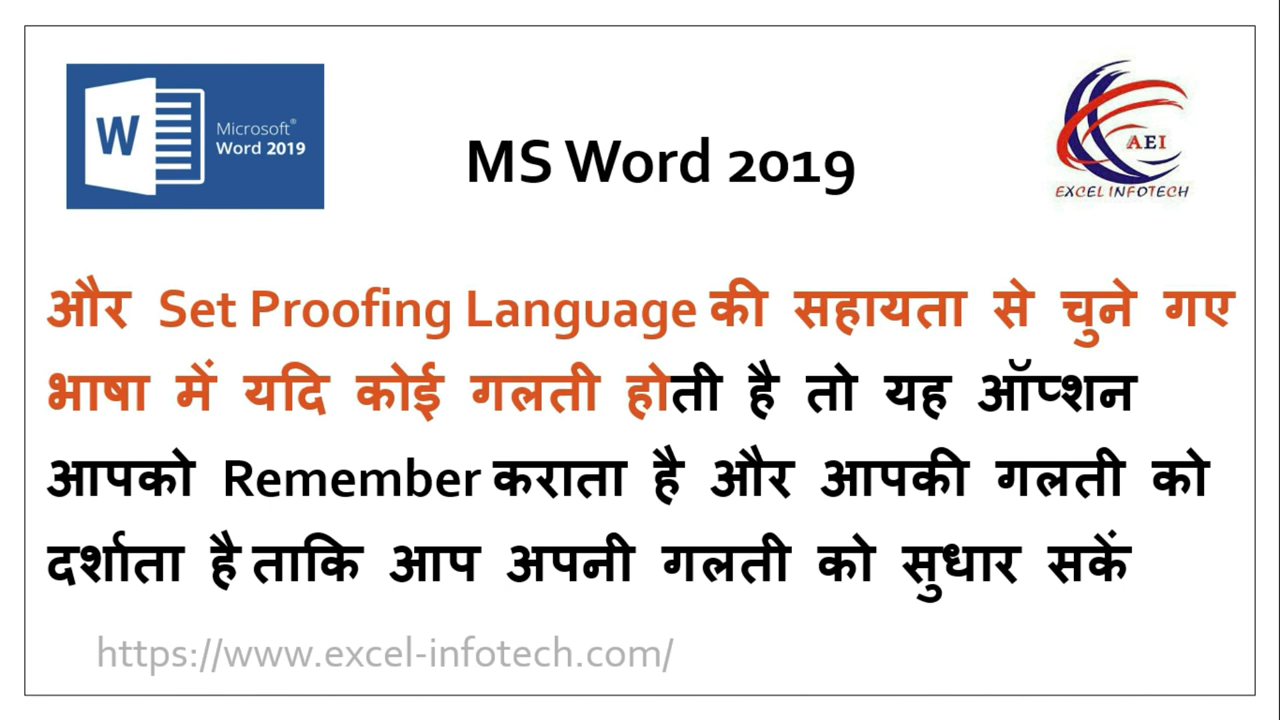 W
Microsoft®
Word 2019
MS Word 2019
AEI
EXCEL INFOTECH
और Set Proofing Language की सहायता से चुने गए
भाषा में यदि कोई गलती होती है तो यह ऑप्शन
आपको Remember कराता है और आपकी गलती को
दर्शाता है ताकि आप अपनी गलती को सुधार सकें
https://www.excel-infotech.com/